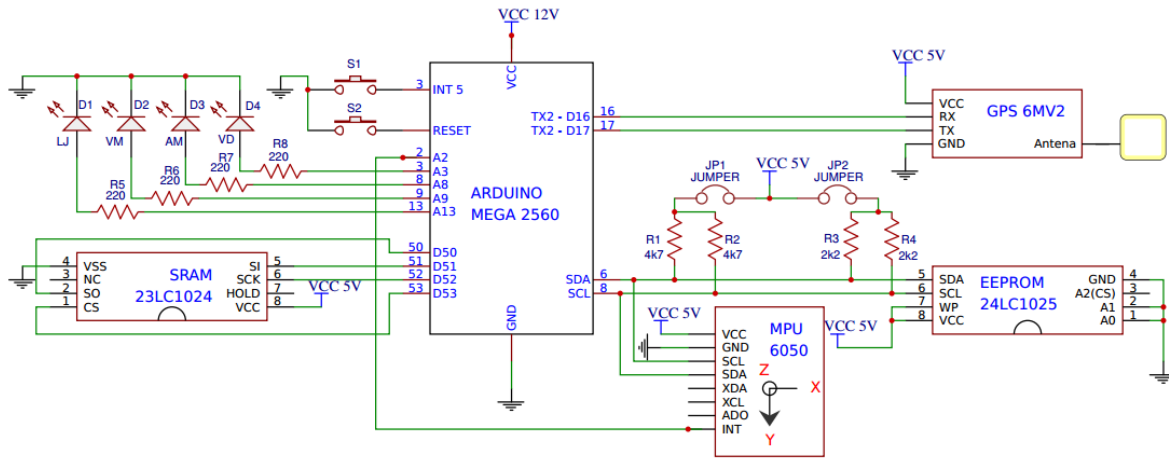 VCC 12V
VCC
S1
3 INT 5
S2
RESET
D1 D2 D3 D4
LJ VM AM VD
R8
220
R7
220
R6
220
R5
220
2 A2
3 A3
8 A8
9 A9
13 A13
ARDUINO
MEGA 2560
TX2 - D16 16
TX2 - D17 17
VCC 5V
VCC
RX
TX
GND
GPS 6MV2
Antena
JP1
JUMPER
VCC 5V
JP2
JUMPER
R1
4k7
R2
4k7
R3
2k2
R4
2k2
50 D50
51 D51
52 D52
53 D53
SDA 6
SCL 8
GND
4 VSS
3 NC
2 SO
1 CS
SRAM
23LC1024
SI 5
SCK 6
HOLD 7
VCC 8
VCC 5V
5 SDA
6 SCL
7 WP
8 VCC
EEPROM
24LC1025
GND 4
A2(CS) 3
A1 2
A0 1
VCC 5V
VCC 5V
VCC
GND
SCL
SDA
XDA
XCL
ADO
INT
MPU
6050
Z
X
Y